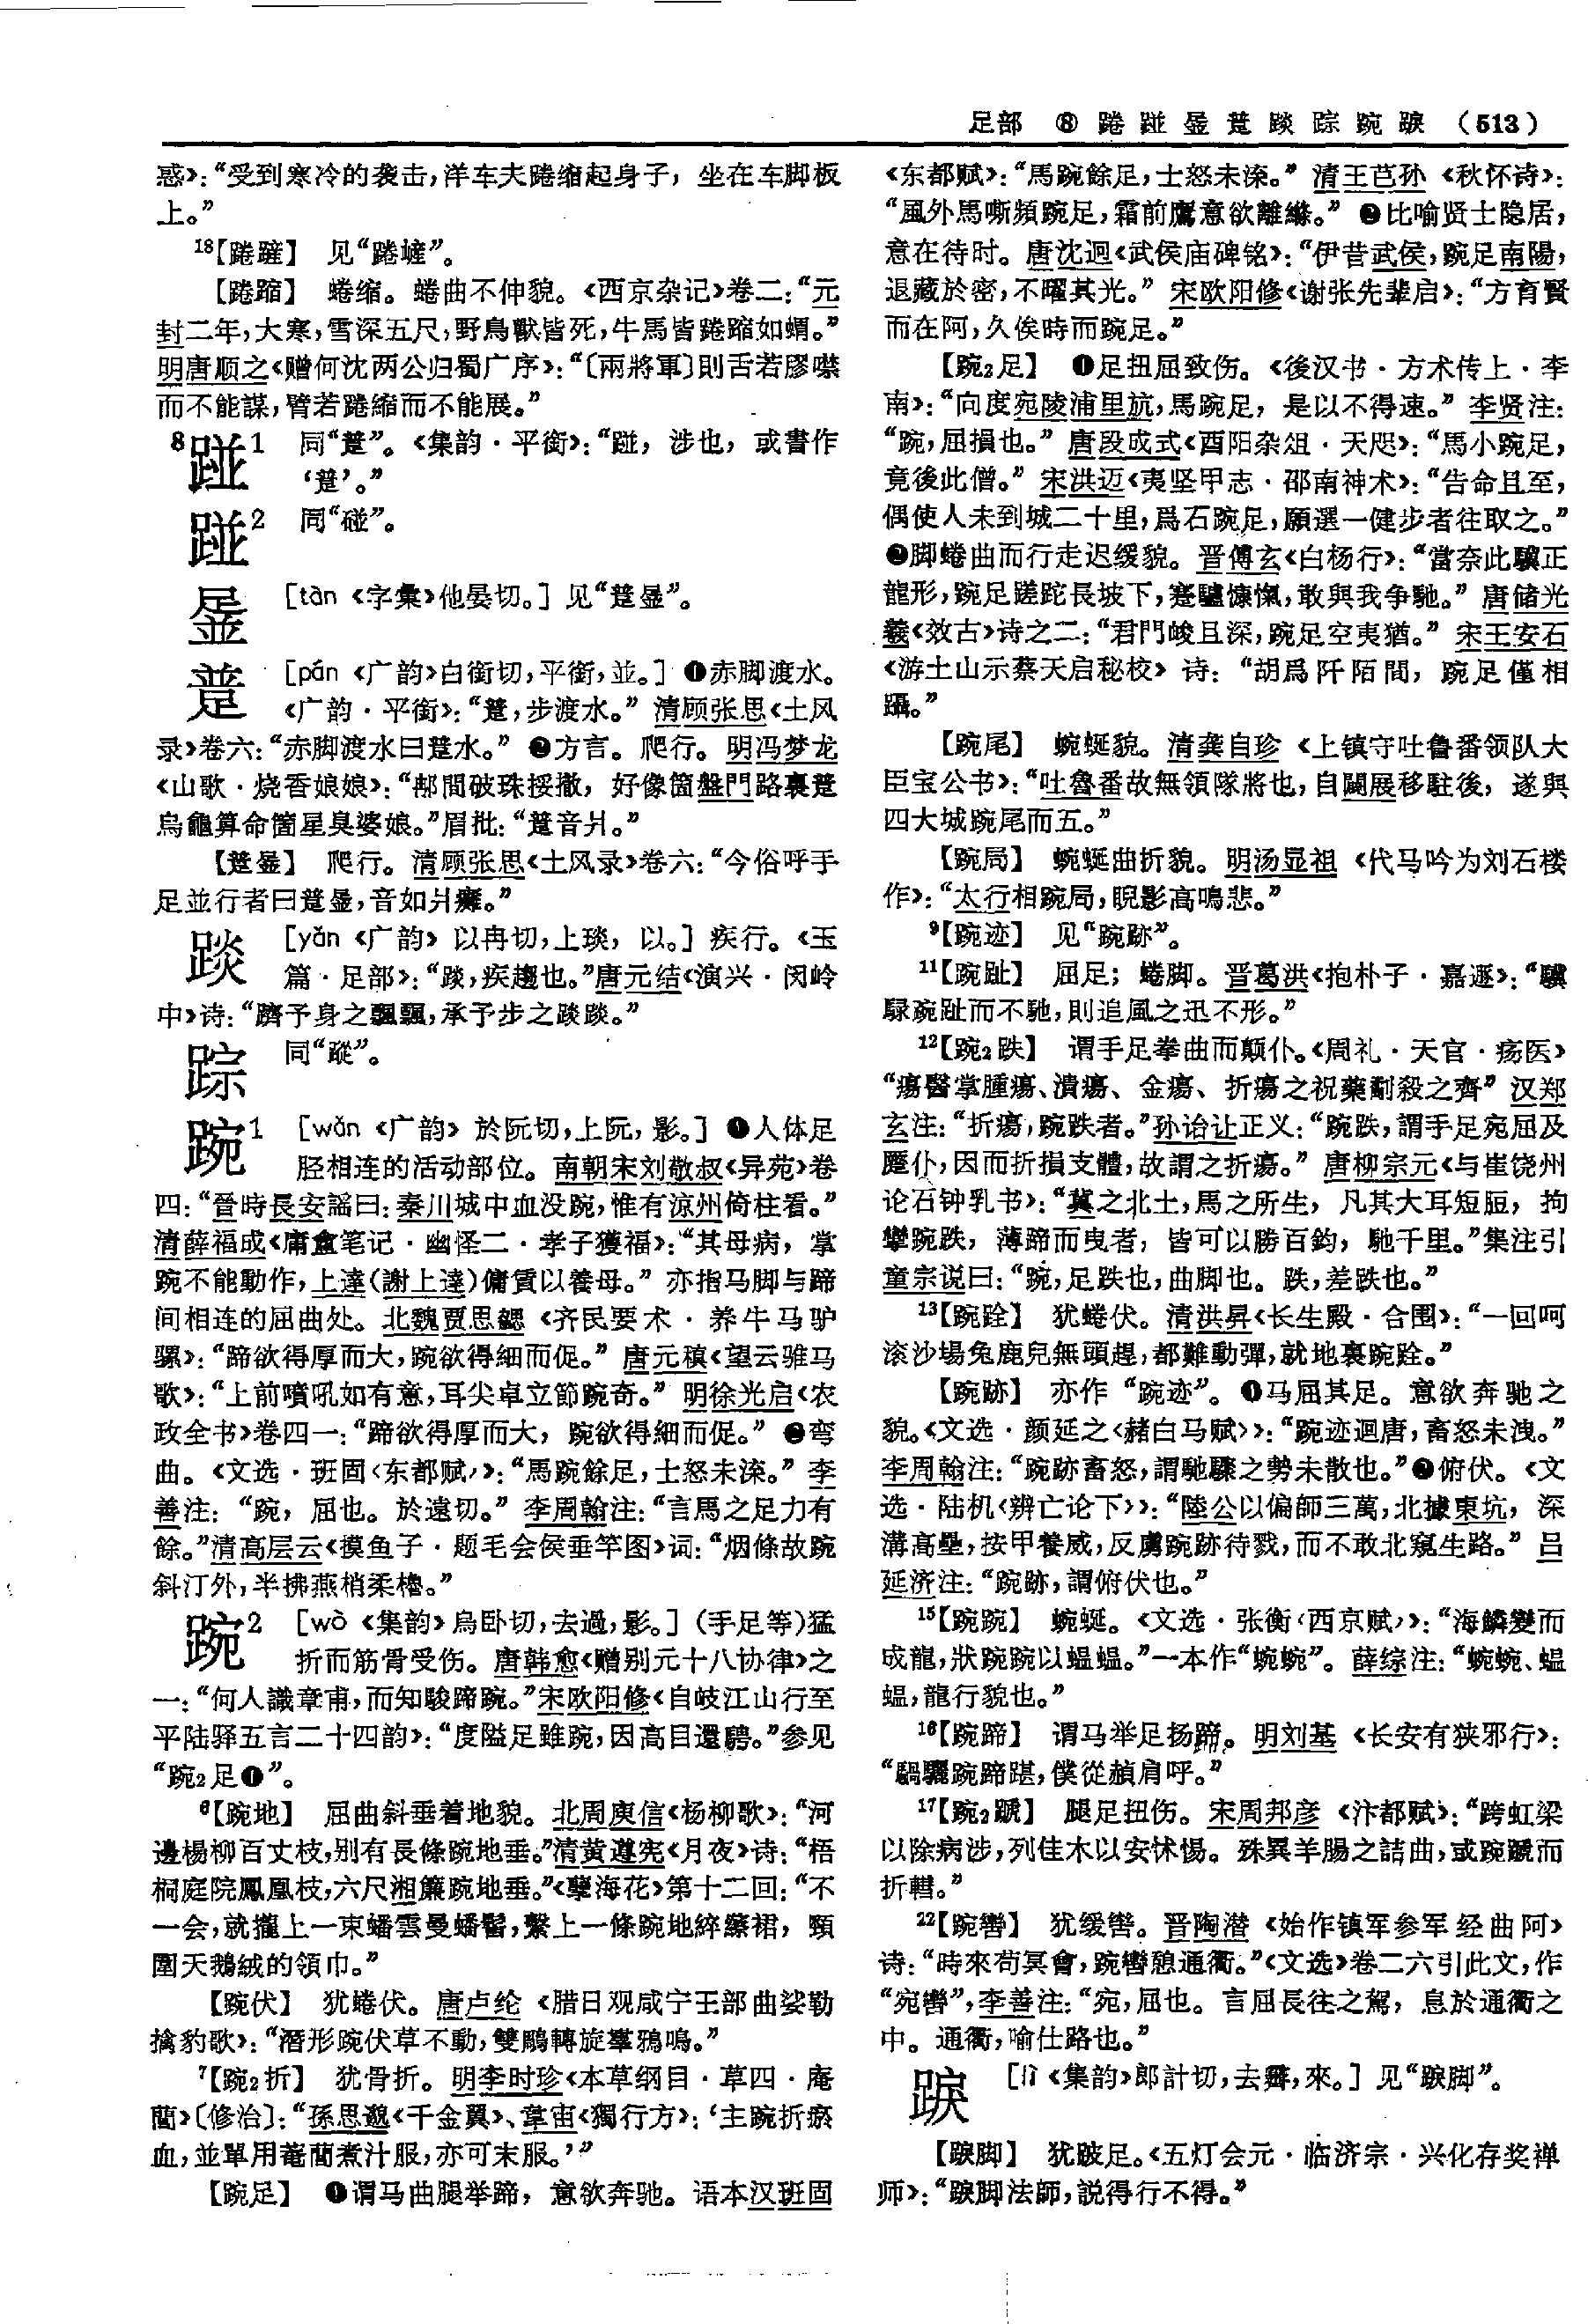 足部 ⑧ 踡 踫 𨂝 踅 踐 踪 踠 踿 (513)
惑》：“受到寒冷的袭击，洋车夫踡缩起身子，坐在车脚板
上。”
18【踡𨇨】 见“踡嵼”。
【踡蹜】 蜷缩。蜷曲不伸貌。《西京杂记》卷二：“元
封二年，大寒，雪深五尺，野鳥獸皆死，牛馬皆踡蹜如蝟。”
明唐顺之《赠何沈两公归蜀广序》：“〔兩將軍〕則舌若膠噤
而不能謀，臂若踡縮而不能展。”
8踫1 同“踅”。《集韵·平銜》：“踫，涉也，或書作
‘踅’。”
踫2 同“碰”。
[tàn《字彙》他晏切。] 见
[pán《广韵》白銜切，平銜，並。] ❶赤脚渡水。
《广韵·平銜》：步渡水。” 清顾张思《土风
录》卷六：“赤脚渡水曰水。” ❷方言。爬行。明冯梦龙
《山歌·烧香娘娘》：“𨚗間破珠挼撤，好像箇盤門路裏
烏龜算命箇星臭婆娘。”眉批：音爿。”
爬行。清顾张思《土风录》卷六：“今俗呼手
足並行者曰，音如爿癱。”
[yǎn《广韵》以冉切，上琰，以。] 疾行。《玉
篇·足部》：“䠨，疾趨也。”唐元结《演兴·闵岭
中》诗：“躋予身之飄飄，承予步之䠨䠨。”
踪 同“蹤”。
踠1 [wǎn《广韵》於阮切，上阮，影。] ❶人体足
胫相连的活动部位。南朝宋刘敬叔《异苑》卷
四：“晉時長安謡曰：秦川城中血没踠，惟有涼州倚柱看。”
清薛福成《庸盦笔记·幽怪二·孝子獲福》：“其母病，掌
踠不能動作，上達（謝上達）傭賃以養母。” 亦指马脚与蹄
间相连的屈曲处。北魏贾思勰《齐民要术·养牛马驴
骡》：“蹄欲得厚而大，踠欲得細而促。” 唐元稹《望云骓马
歌》：“上前噴吼如有意，耳尖卓立節踠奇。” 明徐光启《农
政全书》卷四一：“蹄欲得厚而大，踠欲得細而促。” ❷弯
曲。《文选·班固〈东都赋〉》：“馬踠餘足，士怒未渫。” 李
善注：“踠，屈也。於遠切。” 李周翰注：“言馬之足力有
餘。”清高层云《摸鱼子·题毛会侯垂竿图》词：“烟條故踠
斜汀外，半拂燕梢柔櫓。”
踠2 [wò《集韵》烏卧切，去過，影。]（手足等）猛
折而筋骨受伤。唐韩愈《赠别元十八协律》之
一：“何人識章甫，而知駿蹄踠。”宋欧阳修《自岐江山行至
平陆驿五言二十四韵》：“度隘足雖踠，因高目還騁。”参见
“踠2足❶”。
6【踠地】 屈曲斜垂着地貌。北周庾信《杨柳歌》：“河
邊楊柳百丈枝，别有長條踠地垂。”清黄遵宪《月夜》诗：“梧
桐庭院鳳凰枝，六尺湘簾踠地垂。”《孽海花》第十二回：“不
一会，就攏上一束蟠雲曼蟠髻，繫上一條踠地綷縩裙，頸
圍天鵝絨的領巾。”
【踠伏】 犹蜷伏。唐卢纶《腊日观咸宁王部曲娑勒
擒豹歌》：“潛形踠伏草不動，雙鵰轉旋羣鴉鳴。”
7【踠2折】 犹骨折。明李时珍《本草纲目·草四·庵
䕡》〔修治〕：“孫思邈《千金翼》、韋宙《獨行方》：‘主踠折瘀
血，並單用菴䕡煮汁服，亦可末服。’”
【踠足】 ❶谓马曲腿举蹄，意欲奔驰。语本汉班固
《东都赋》：“馬踠餘足，士怒未渫。” 清王芑孙《秋怀诗》：
“風外馬嘶頻踠足，霜前鷹意欲離絛。” ❷比喻贤士隐居，
意在待时。唐沈迥《武侯庙碑铭》：“伊昔武侯，踠足南陽，
退藏於密，不曜其光。” 宋欧阳修《谢张先辈启》：“方育賢
而在阿，久俟時而踠足。”
【踠2足】 ❶足扭屈致伤。《後汉书·方术传上·李
南》：“向度宛陵浦里𣃚，馬踠足，是以不得速。” 李贤注：
“踠，屈損也。” 唐段成式《酉阳杂俎·天咫》：“馬小踠足，
竟後此僧。” 宋洪迈《夷坚甲志·邵南神术》：“告命且至，
偶使人未到城二十里，爲石踠足，願選一健步者往取之。”
❷脚蜷曲而行走迟缓貌。晋傅玄《白杨行》：“當奈此驥正
龍形，踠足蹉跎長坡下，蹇驢慷慨，敢與我争馳。” 唐储光
羲《效古》诗之二：“君門峻且深，踠足空夷猶。” 宋王安石
《游土山示蔡天启秘校》诗：“胡爲阡陌間，踠足僅相
躡。”
【踠尾】 蜿蜒貌。清龚自珍《上镇守吐鲁番领队大
臣宝公书》：“吐魯番故無領隊將也，自闢展移駐後，遂與
四大城踠尾而五。”
【踠局】 蜿蜒曲折貌。明汤显祖《代马吟为刘石楼
作》：“太行相踠局，睨影高鳴悲。”
9【踠迹】 见“踠跡”。
11【踠趾】 屈足；蜷脚。晋葛洪《抱朴子·嘉遯》：“驥
騄踠趾而不馳，則追風之迅不形。”
12【踠2跌】 谓手足拳曲而颠仆。《周礼·天官·疡医》
“瘍醫掌腫瘍、潰瘍、金瘍、折瘍之祝藥劀殺之齊” 汉郑
玄注：“折瘍，踠跌者。”孙诒让正义：“踠跌，謂手足宛屈及
蹷仆，因而折損支體，故謂之折瘍。” 唐柳宗元《与崔饶州
论石钟乳书》：“冀之北土，馬之所生，凡其大耳短脰，拘
攣踠跌，薄蹄而曳者，皆可以勝百鈞，馳千里。”集注引
童宗说曰：“踠，足跌也，曲脚也。跌，差跌也。”
13【踠跧】 犹蜷伏。清洪昇《长生殿·合围》：“一回呵
滚沙場兔鹿兒無頭趕，都難動彈，就地裏踠跧。”
【踠跡】 亦作“踠迹”。❶马屈其足。意欲奔驰之
貌。《文选·颜延之〈赭白马赋〉》：“踠迹迴唐，畜怒未洩。”
李周翰注：“踠跡畜怒，謂馳驟之勢未散也。”❷俯伏。《文
选·陆机〈辨亡论下〉》：“陸公以偏師三萬，北據東坑，深
溝高壘，按甲養威，反虜踠跡待戮，而不敢北窺生路。” 吕
延济注：“踠跡，謂俯伏也。”
15【踠踠】 蜿蜒。《文选·张衡〈西京赋〉》：“海鱗變而
成龍，狀踠踠以蝹蝹。”一本作“蜿蜿”。薛综注：“蜿蜿、蝹
蝹，龍行貌也。”
16【踠蹄】 谓马举足扬蹄。明刘基《长安有狭邪行》：
“騧驪踠蹄踸，僕從頳肩呼。”
17【踠2蹏】 腿足扭伤。宋周邦彦《汴都赋》：“跨虹梁
以除病涉，列佳木以安怵惕。殊異羊腸之詰曲，或踠蹏而
折轊。”
22【踠轡】 犹缓辔。晋陶潜《始作镇军参军经曲阿》
诗：“時來苟冥會，踠轡憩通衢。”《文选》卷二六引此文，作
“宛轡”，李善注：“宛，屈也。言屈長往之駕，息於通衢之
中。通衢，喻仕路也。”
[lì《集韵》郎計切，去霽，來。] 见“䟐脚”。
犹跛足。《五灯会元·临济宗·兴化存奖禅
师》：脚法師，説得行不得。”